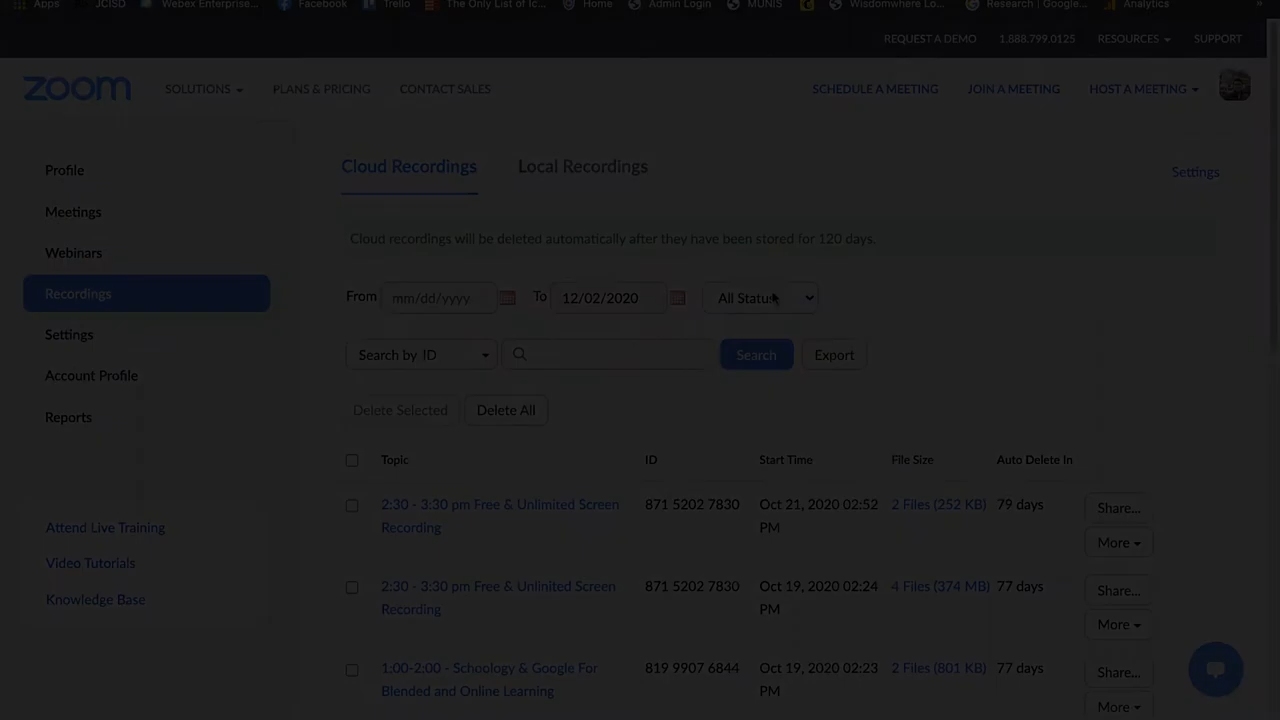 Apps JCISD Webex Enterprise... Facebook Trello The Only List of Ic... Home Admin Login MUNIS Wisdomwhere Lo... Research | Google... Analytics »
REQUEST A DEMO 1.888.799.0125 RESOURCES SUPPORT
zoom SOLUTIONS PLANS & PRICING CONTACT SALES SCHEDULE A MEETING JOIN A MEETING HOST A MEETING
Profile
Meetings
Webinars
Recordings
Settings
Account Profile
Reports
Attend Live Training
Video Tutorials
Knowledge Base
Cloud Recordings Local Recordings Settings
Cloud recordings will be deleted automatically after they have been stored for 120 days.
From mm/dd/yyyy To 12/02/2020 All Status
Search by ID Search Export
Delete Selected Delete All
Topic ID Start Time File Size Auto Delete In
2:30 - 3:30 pm Free & Unlimited Screen 871 5202 7830 Oct 21, 2020 02:52 2 Files (252 KB) 79 days Share...
Recording PM More
2:30 - 3:30 pm Free & Unlinited Screen 871 5202 7830 Oct 19, 2020 02:24 4 Files (374 MB) 77 days Share...
Recording PM More
1:00-2:00 - Schoology & Google For 819 9907 6844 Oct 19, 2020 02:23 2 Files (801 KB) 77 days Share...
Blended and Online Learning PM More